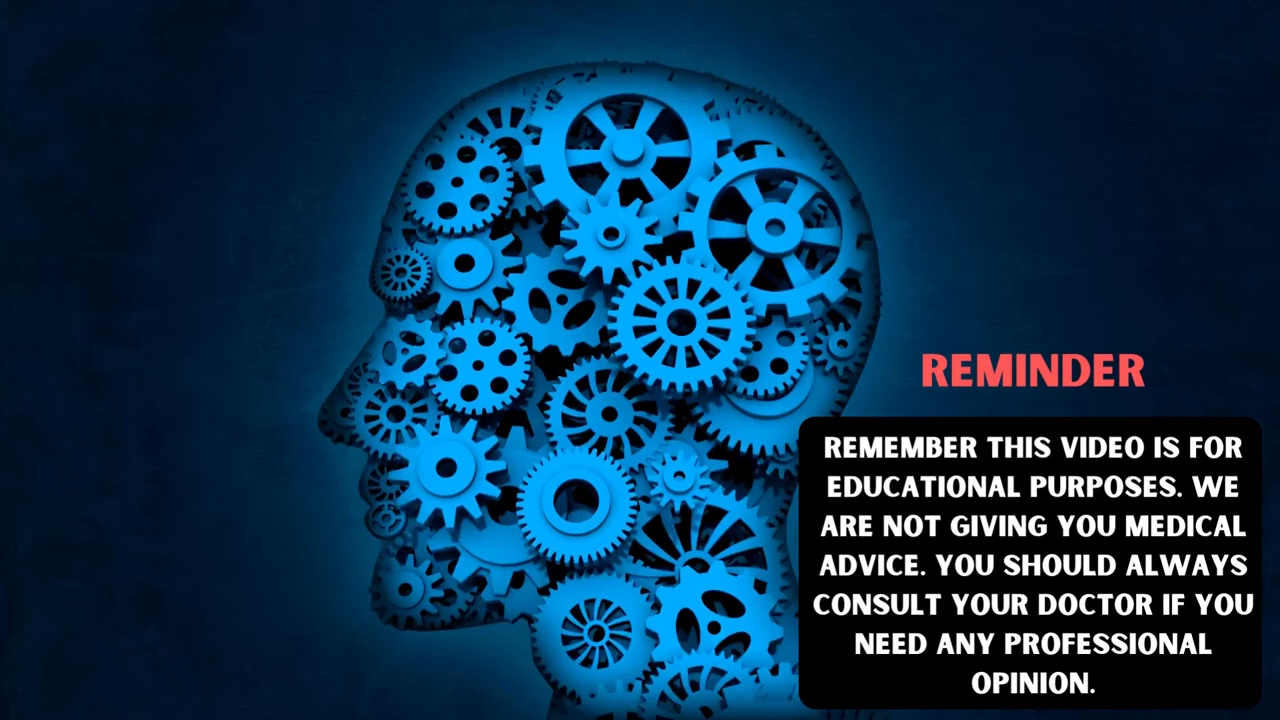 REMINDER
REMEMBER THIS VIDEO IS FOR
EDUCATIONAL PURPOSES. WE
ARE NOT GIVING YOU MEDICAL
ADVICE. YOU SHOULD ALWAYS
CONSULT YOUR DOCTOR IF YOU
NEED ANY PROFESSIONAL
OPINION.